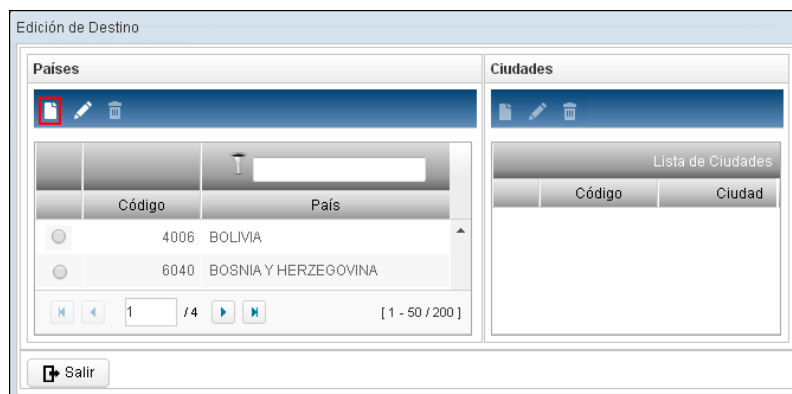 Edición de Destino
Países
Código País
4006 BOLIVIA
6040 BOSNIA Y HERZEGOVINA
1 / 4 [ 1 - 50 / 200 ]
Ciudades
Lista de Ciudades
Código Ciudad
Salir